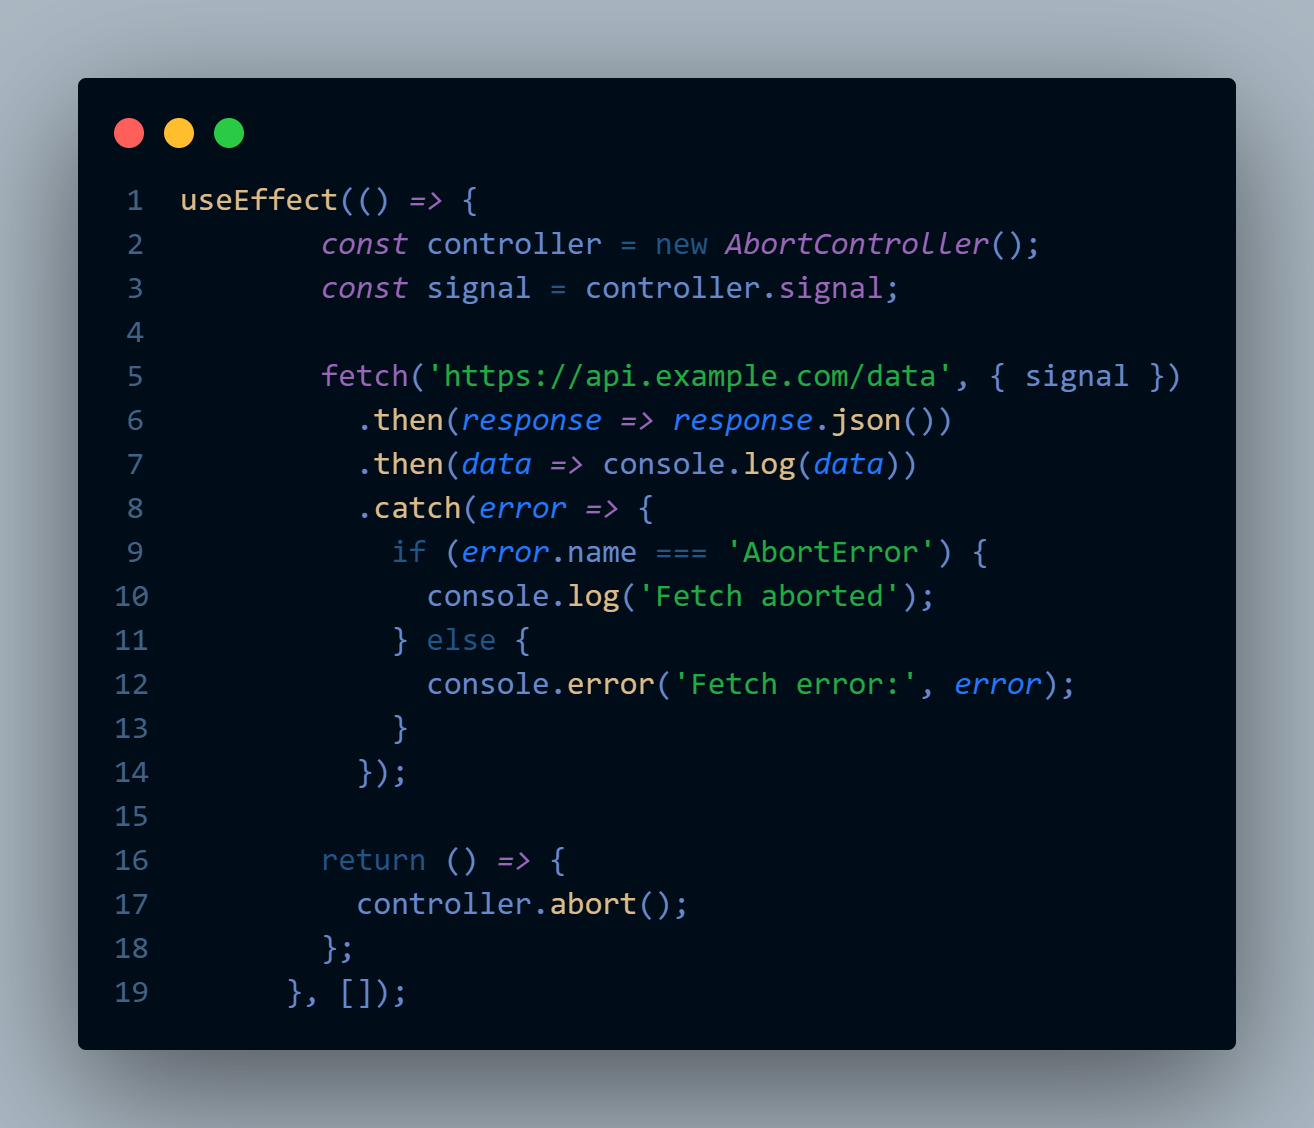 1 useEffect(() => {
2         const controller = new AbortController();
3         const signal = controller.signal;
4
5         fetch('https://api.example.com/data', { signal })
6           .then(response => response.json())
7           .then(data => console.log(data))
8           .catch(error => {
9             if (error.name === 'AbortError') {
10               console.log('Fetch aborted');
11             } else {
12               console.error('Fetch error:', error);
13             }
14           });
15
16         return () => {
17           controller.abort();
18         };
19       }, []);